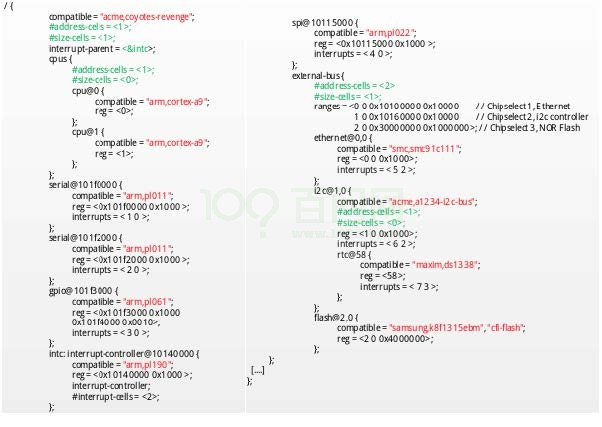 / {
compatible = "acme,coyotes-revenge";
#address-cells = <1>;
#size-cells = <1>;
interrupt-parent = <&intc>;
cpus {
#address-cells = <1>;
#size-cells = <0>;
cpu@0 {
compatible = "arm,cortex-a9";
reg = <0>;
};
cpu@1 {
compatible = "arm,cortex-a9";
reg = <1>;
};
};
serial@101f0000 {
compatible = "arm,pl011";
reg = <0x101f0000 0x1000 >;
interrupts = < 1 0 >;
};
serial@101f2000 {
compatible = "arm,pl011";
reg = <0x101f2000 0x1000 >;
interrupts = < 2 0 >;
};
gpio@101f3000 {
compatible = "arm,pl061";
reg = <0x101f3000 0x1000
0x101f4000 0x0010>;
interrupts = < 3 0 >;
};
intc: interrupt-controller@10140000 {
compatible = "arm,pl190";
reg = <0x10140000 0x1000 >;
interrupt-controller;
#interrupt-cells = <2>;
};
spi@10115000 {
compatible = "arm,pl022";
reg = <0x10115000 0x1000 >;
interrupts = < 4 0 >;
};
external-bus {
#address-cells = <2>
#size-cells = <1>;
ranges = <0 0 0x10100000 0x10000 // Chipselect 1, Ethernet
1 0 0x10160000 0x10000 // Chipselect 2, i2c controller
2 0 0x30000000 0x1000000>; // Chipselect 3, NOR Flash
ethernet@0,0 {
compatible = "smc,smc91c111";
reg = <0 0 0x1000>;
interrupts = < 5 2 >;
};
i2c@1,0 {
compatible = "acme,a1234-i2c-bus";
#address-cells = <1>;
#size-cells = <0>;
reg = <1 0 0x1000>;
interrupts = < 6 2 >;
rtc@58 {
compatible = "maxim,ds1338";
reg = <58>;
interrupts = < 7 3 >;
};
};
flash@2,0 {
compatible = "samsung,k8f1315ebm", "cfi-flash";
reg = <2 0 0x4000000>;
};
};
[....]
};